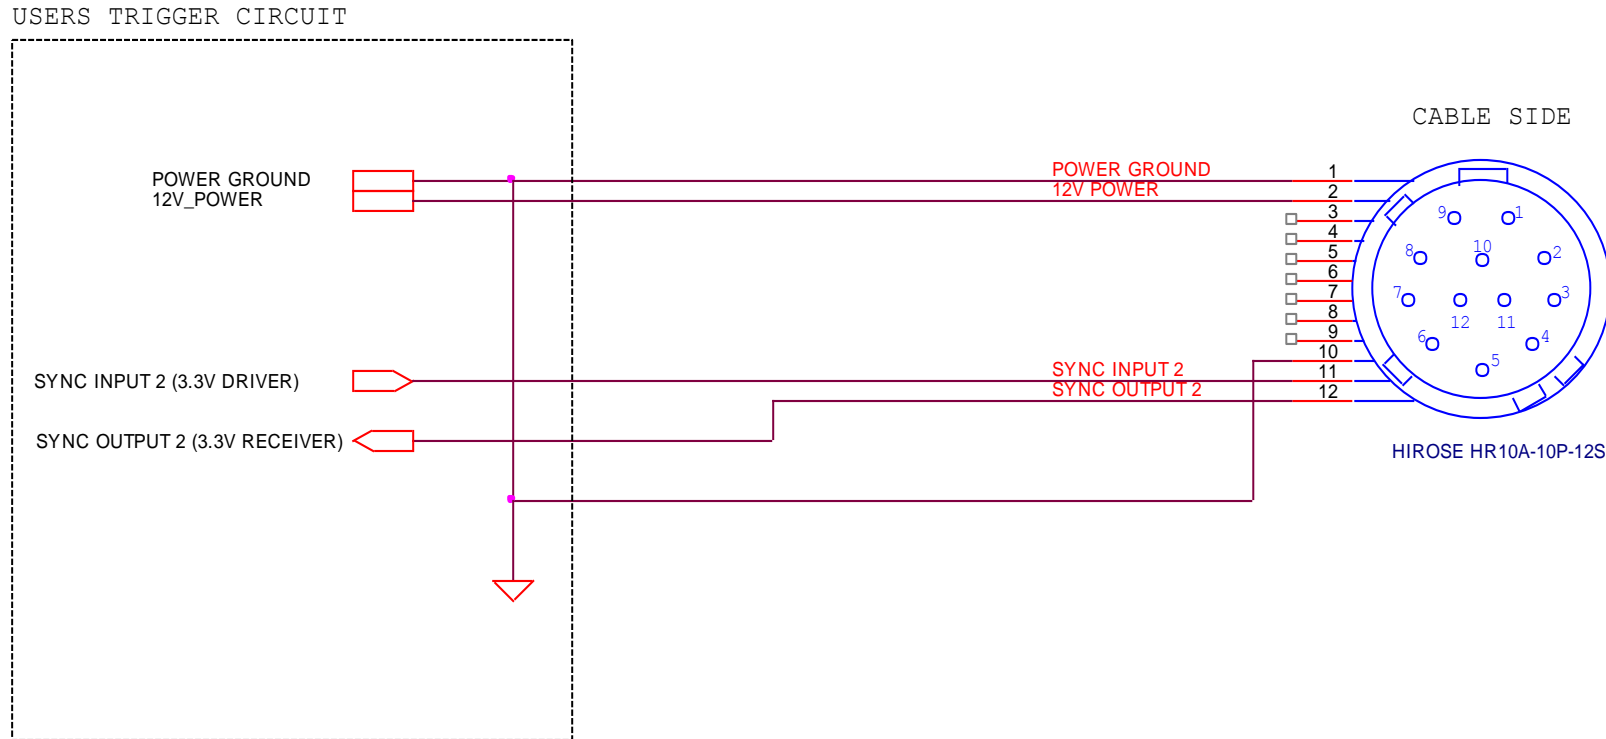 USERS TRIGGER CIRCUIT
CABLE SIDE
POWER GROUND
12V_POWER
POWER GROUND
12V POWER
1
2
3
4
5
6
7
8
9
10
11
12
9
1
8
10
2
7
12
11
3
6
4
5
SYNC INPUT 2 (3.3V DRIVER)
SYNC INPUT 2
SYNC OUTPUT 2
SYNC OUTPUT 2 (3.3V RECEIVER)
HIROSE HR10A-10P-12S